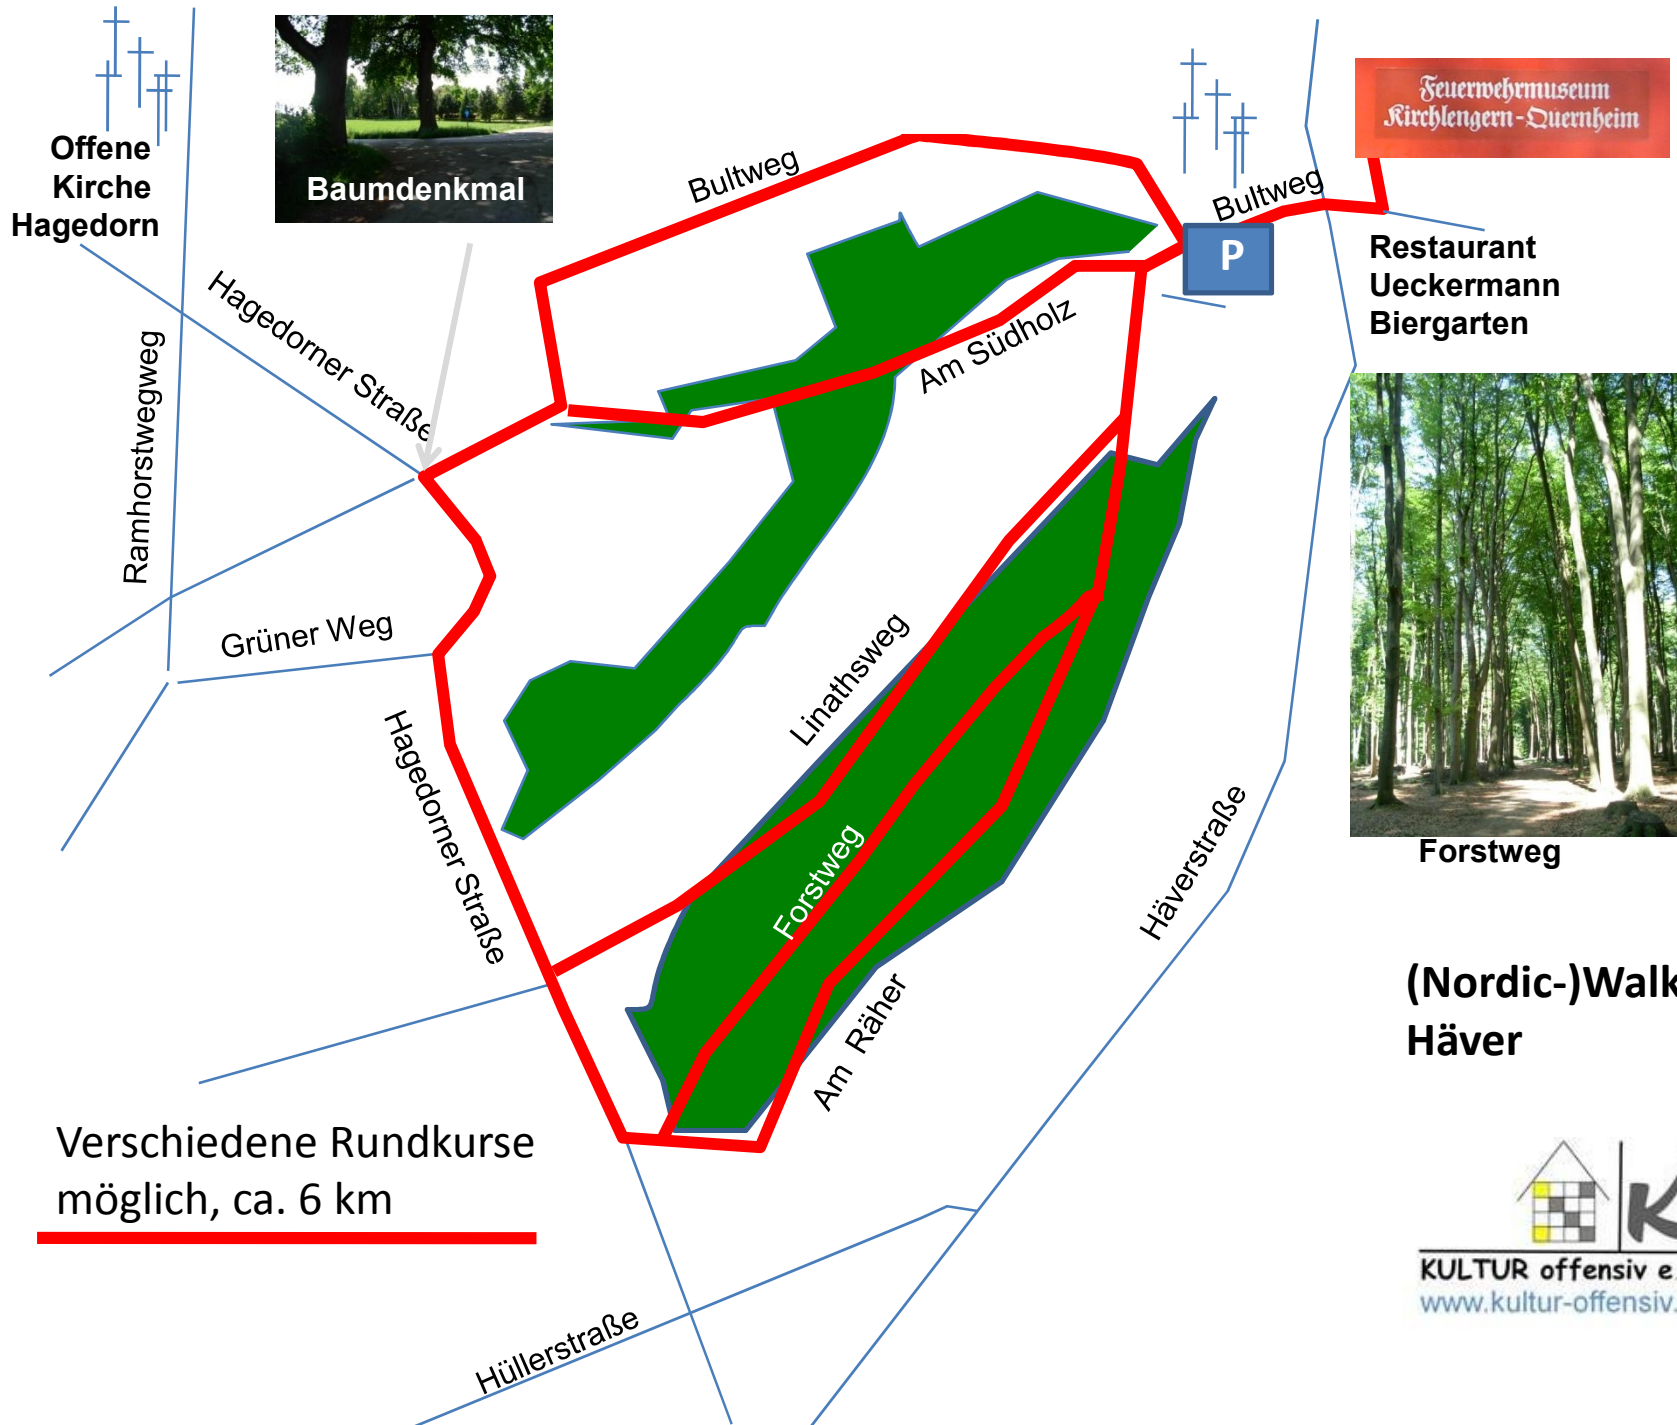 Offene
Kirche
Hagedorn
Baumdenkmal
Bultweg
Bultweg
Feuerwehrmuseum
Kirchlengern-Quernheim
P
Restaurant
Ueckermann
Biergarten
Hagedorner Straße
Ramhorstwegweg
Am Südholz
Grüner Weg
Linathsweg
Hagedorner Straße
Forstweg
Häverstraße
Forstweg
Am Räher
(Nordic-)Walk
Häver
Verschiedene Rundkurse
möglich, ca. 6 km
Hüllerstraße
K
KULTUR offensiv e.
www.kultur-offensiv.